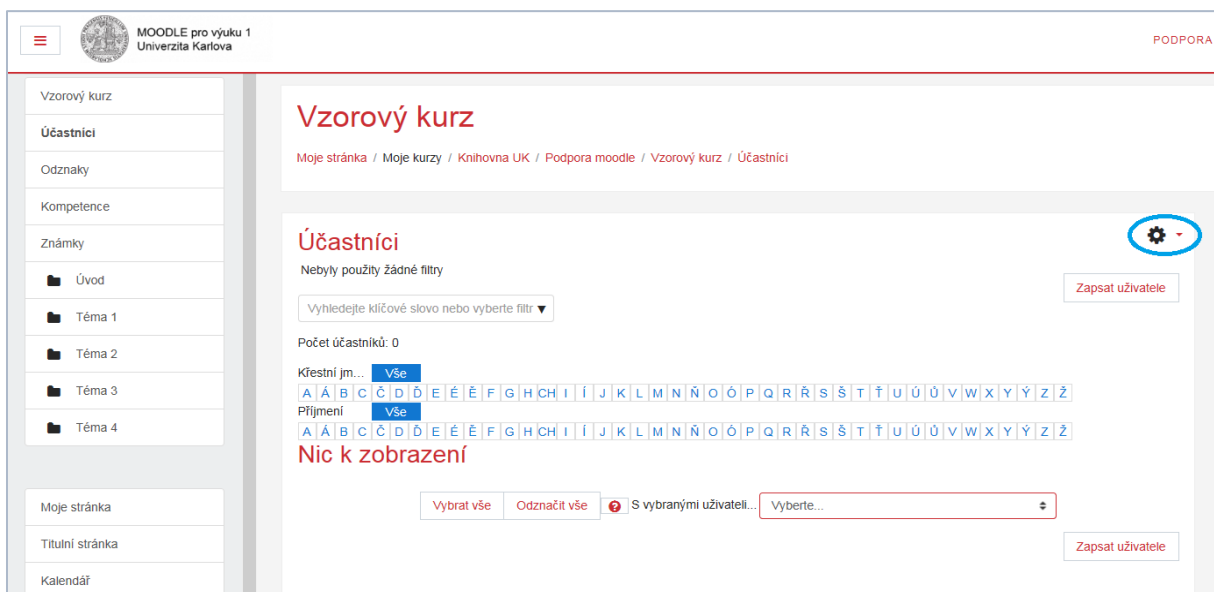 MOODLE pro výuku 1
Univerzita Karlova
PODPORA
Vzorový kurz
Účastníci
Odznaky
Kompetence
Známky
Úvod
Téma 1
Téma 2
Téma 3
Téma 4
Moje stránka
Titulní stránka
Kalendář
Vzorový kurz
Moje stránka / Moje kurzy / Knihovna UK / Podpora moodle / Vzorový kurz / Účastníci
Účastníci
Nebyly použity žádné filtry
Zapsat uživatele
Vyhledejte klíčové slovo nebo vyberte filtr ▼
Počet účastníků: 0
Křestní jm... Vše
A Á B C Č D Ď E É Ě F G H CH I Í J K L M N Ň O Ó P Q R Ř S Š T Ť U Ú Ů V W X Y Ý Z Ž
Příjmení Vše
A Á B C Č D Ď E É Ě F G H CH I Í J K L M N Ň O Ó P Q R Ř S Š T Ť U Ú Ů V W X Y Ý Z Ž
Nic k zobrazení
Vybrat vše Odznačit vše ? S vybranými uživateli... Vyberte...
Zapsat uživatele